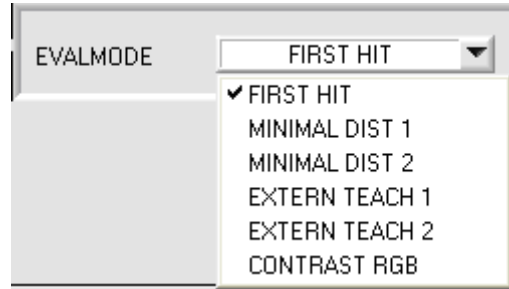 EVALMODE FIRST HIT
FIRST HIT
MINIMAL DIST 1
MINIMAL DIST 2
EXTERN TEACH 1
EXTERN TEACH 2
CONTRAST RGB